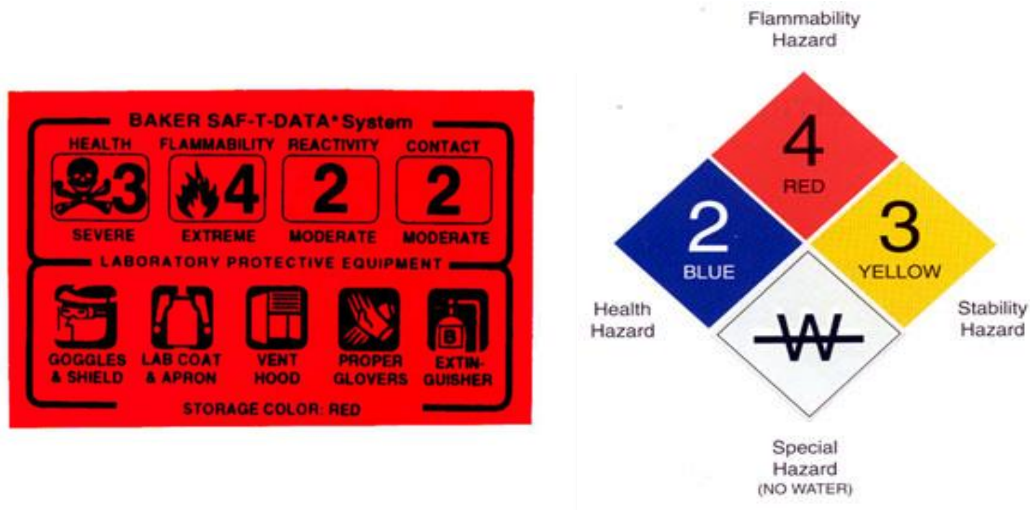 BAKER SAF-T-DATA* System
HEALTH FLAMMABILITY REACTIVITY CONTACT
3 4 2 2
SEVERE EXTREME MODERATE MODERATE
LABORATORY PROTECTIVE EQUIPMENT
B
GOGGLES & SHIELD
LAB COAT & APRON
VENT HOOD
PROPER GLOVERS
EXTIN-
GUISHER
STORAGE COLOR: RED
Flammability
Hazard
4
RED
2
BLUE
3
YELLOW
W
Health
Hazard
Stability
Hazard
Special
Hazard
(NO WATER)